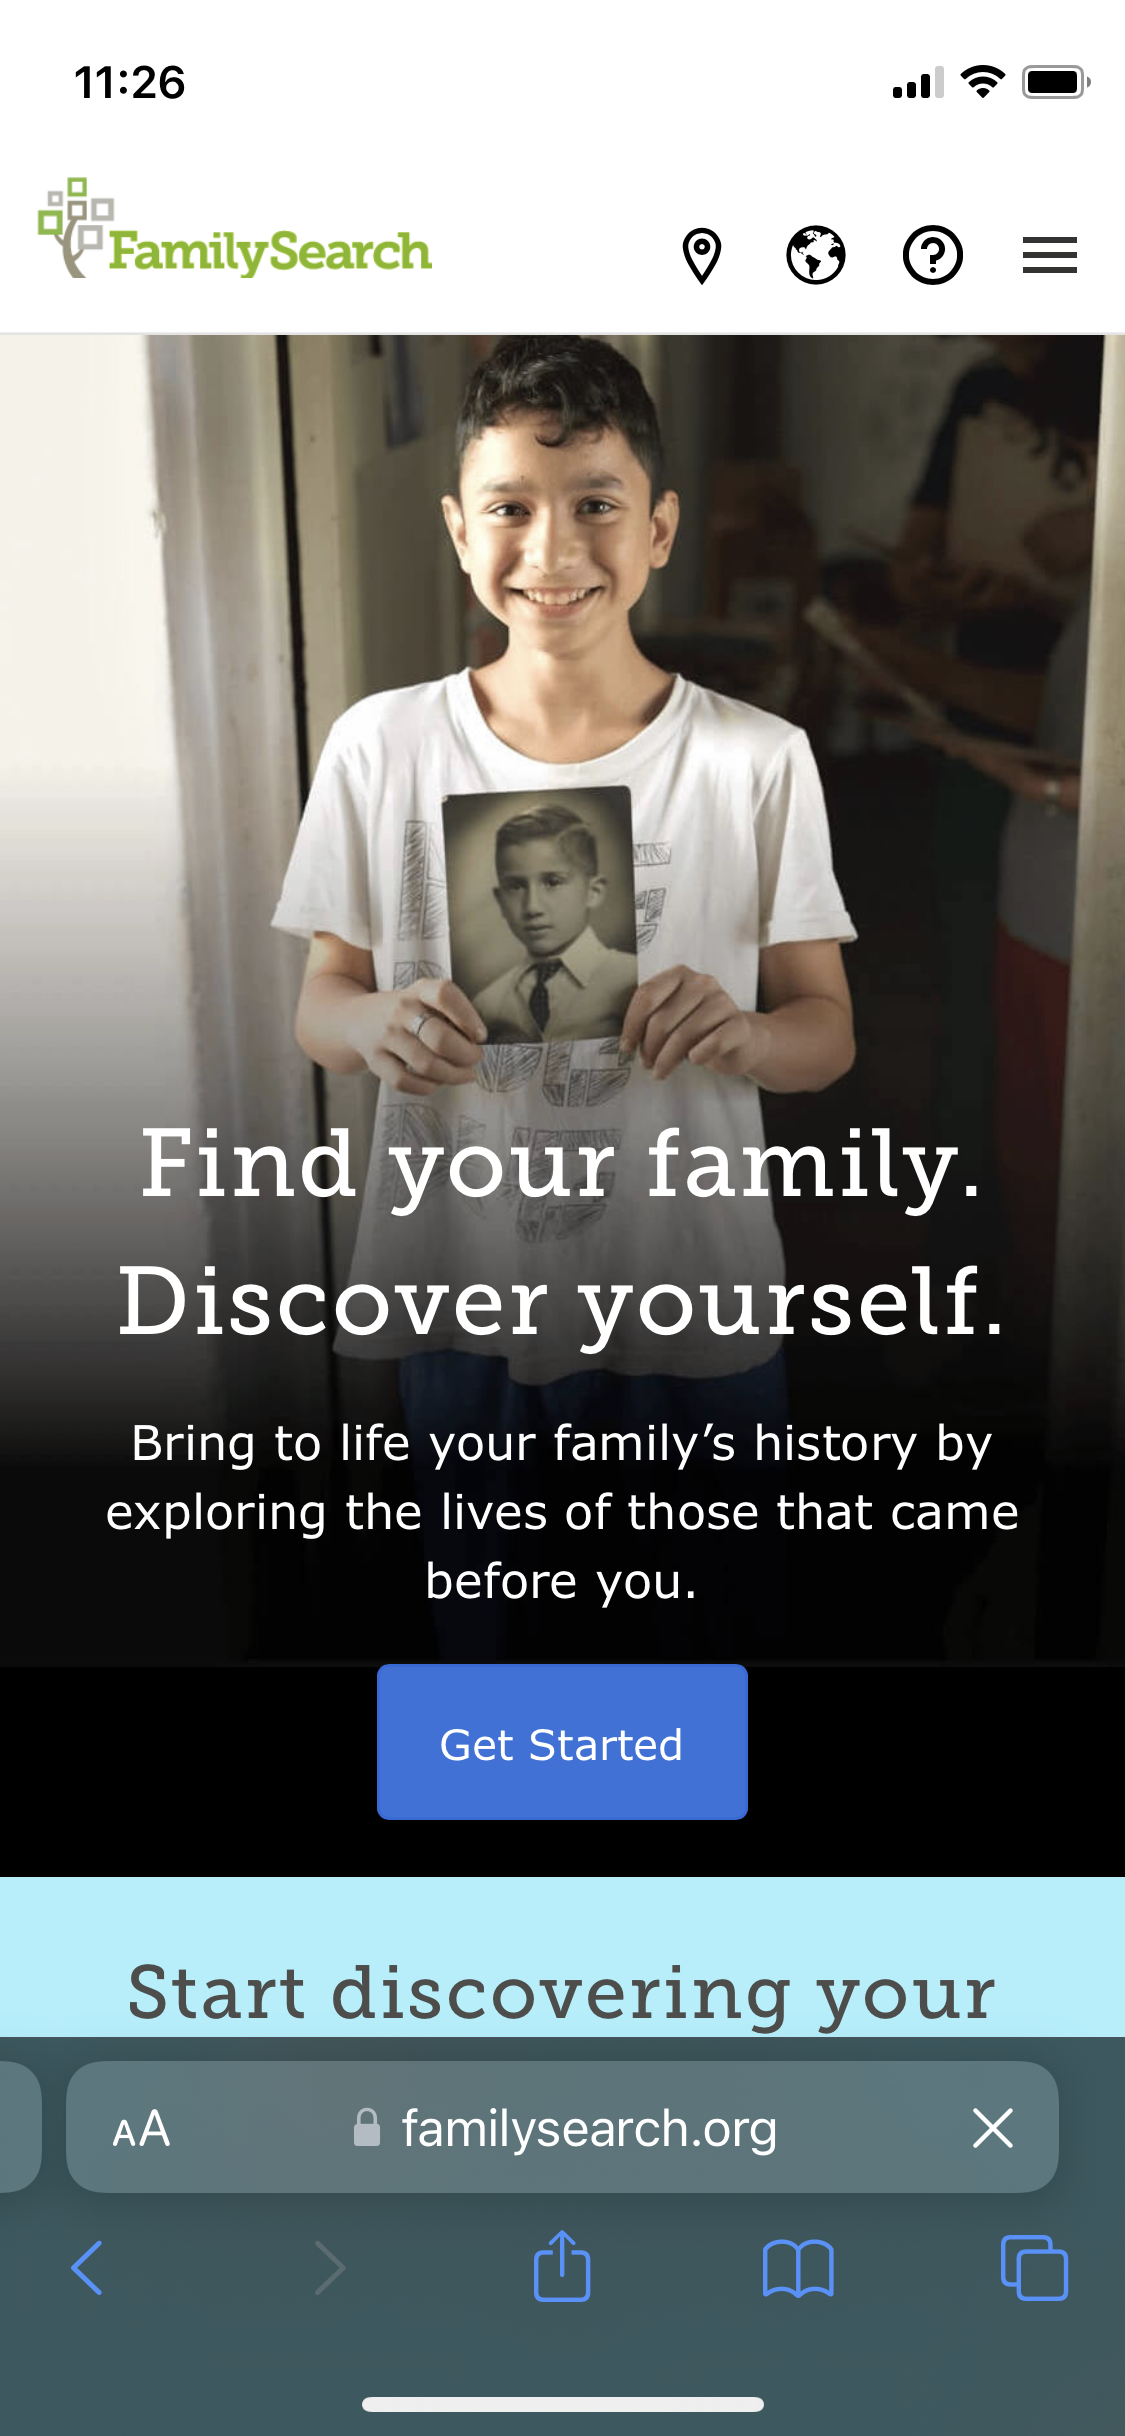 11:26
FamilySearch
Find your family.
Discover yourself.
Bring to life your family’s history by
exploring the lives of those that came
before you.
Get Started
Start discovering your
AA familysearch.org